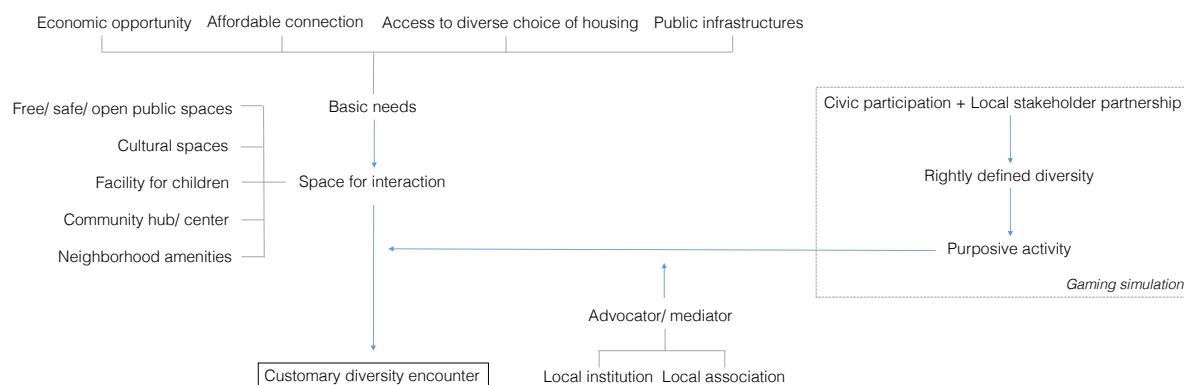 Economic opportunity
Affordable connection
Access to diverse choice of housing
Public infrastructures
Free/ safe/ open public spaces
Cultural spaces
Facility for children
Community hub/ center
Neighborhood amenities
Basic needs
Space for interaction
Customary diversity encounter
Civic participation + Local stakeholder partnership
Rightly defined diversity
Purposive activity
Gaming simulation
Advocator/ mediator
Local institution
Local association